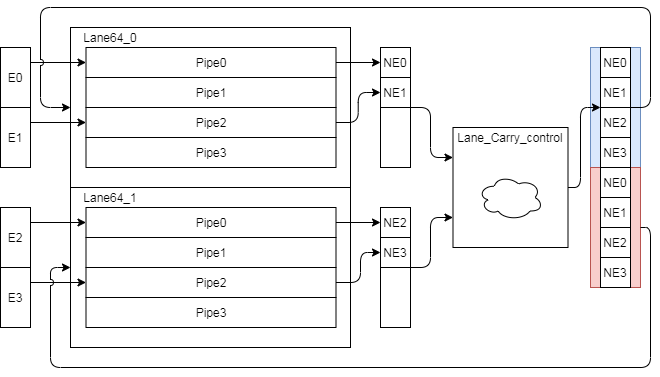 Lane64_0
E0
E1
Pipe0
Pipe1
Pipe2
Pipe3
NE0
NE1
Lane64_1
E2
E3
Pipe0
Pipe1
Pipe2
Pipe3
NE2
NE3
Lane_Carry_control
NE0
NE1
NE2
NE3
NE0
NE1
NE2
NE3